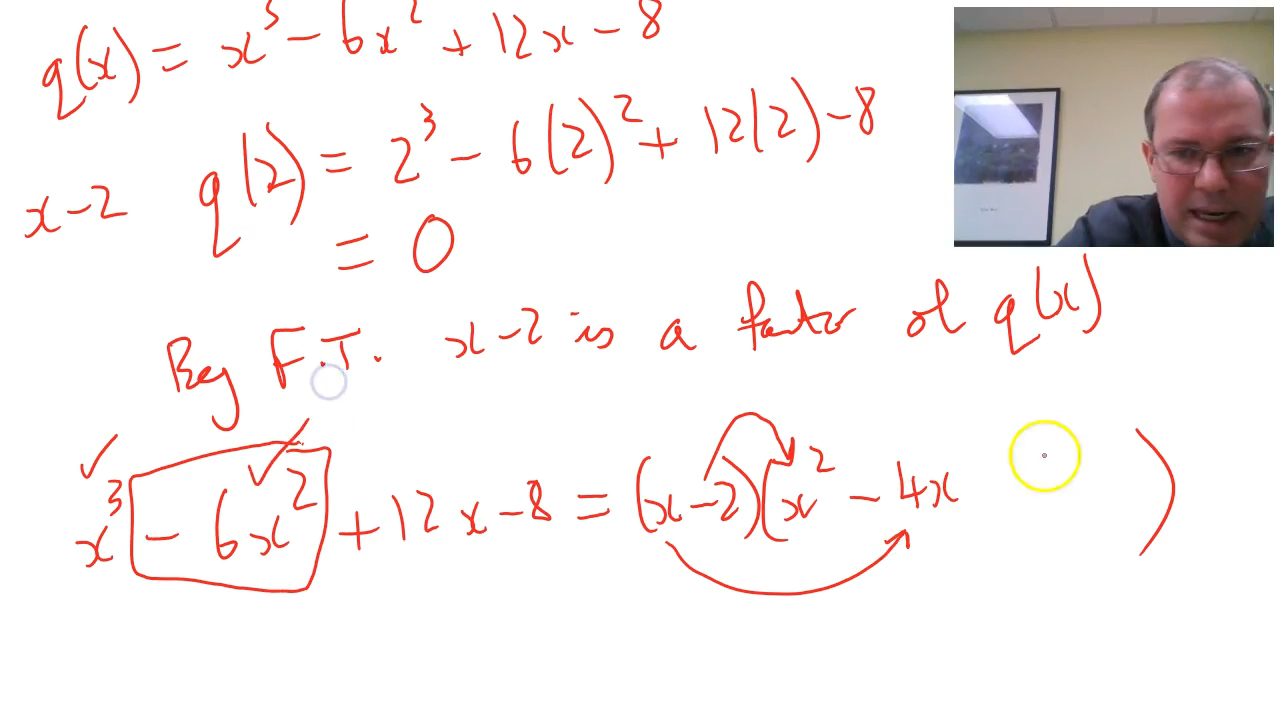 q(x) = x³ - 6x² + 12x - 8
x-2 q(2) = 2³ - 6(2)² + 12(2) - 8
= 0
By F.T. x-2 is a factor of q(x)
x³ - 6x² + 12x - 8 = (x-2)(x² - 4x )